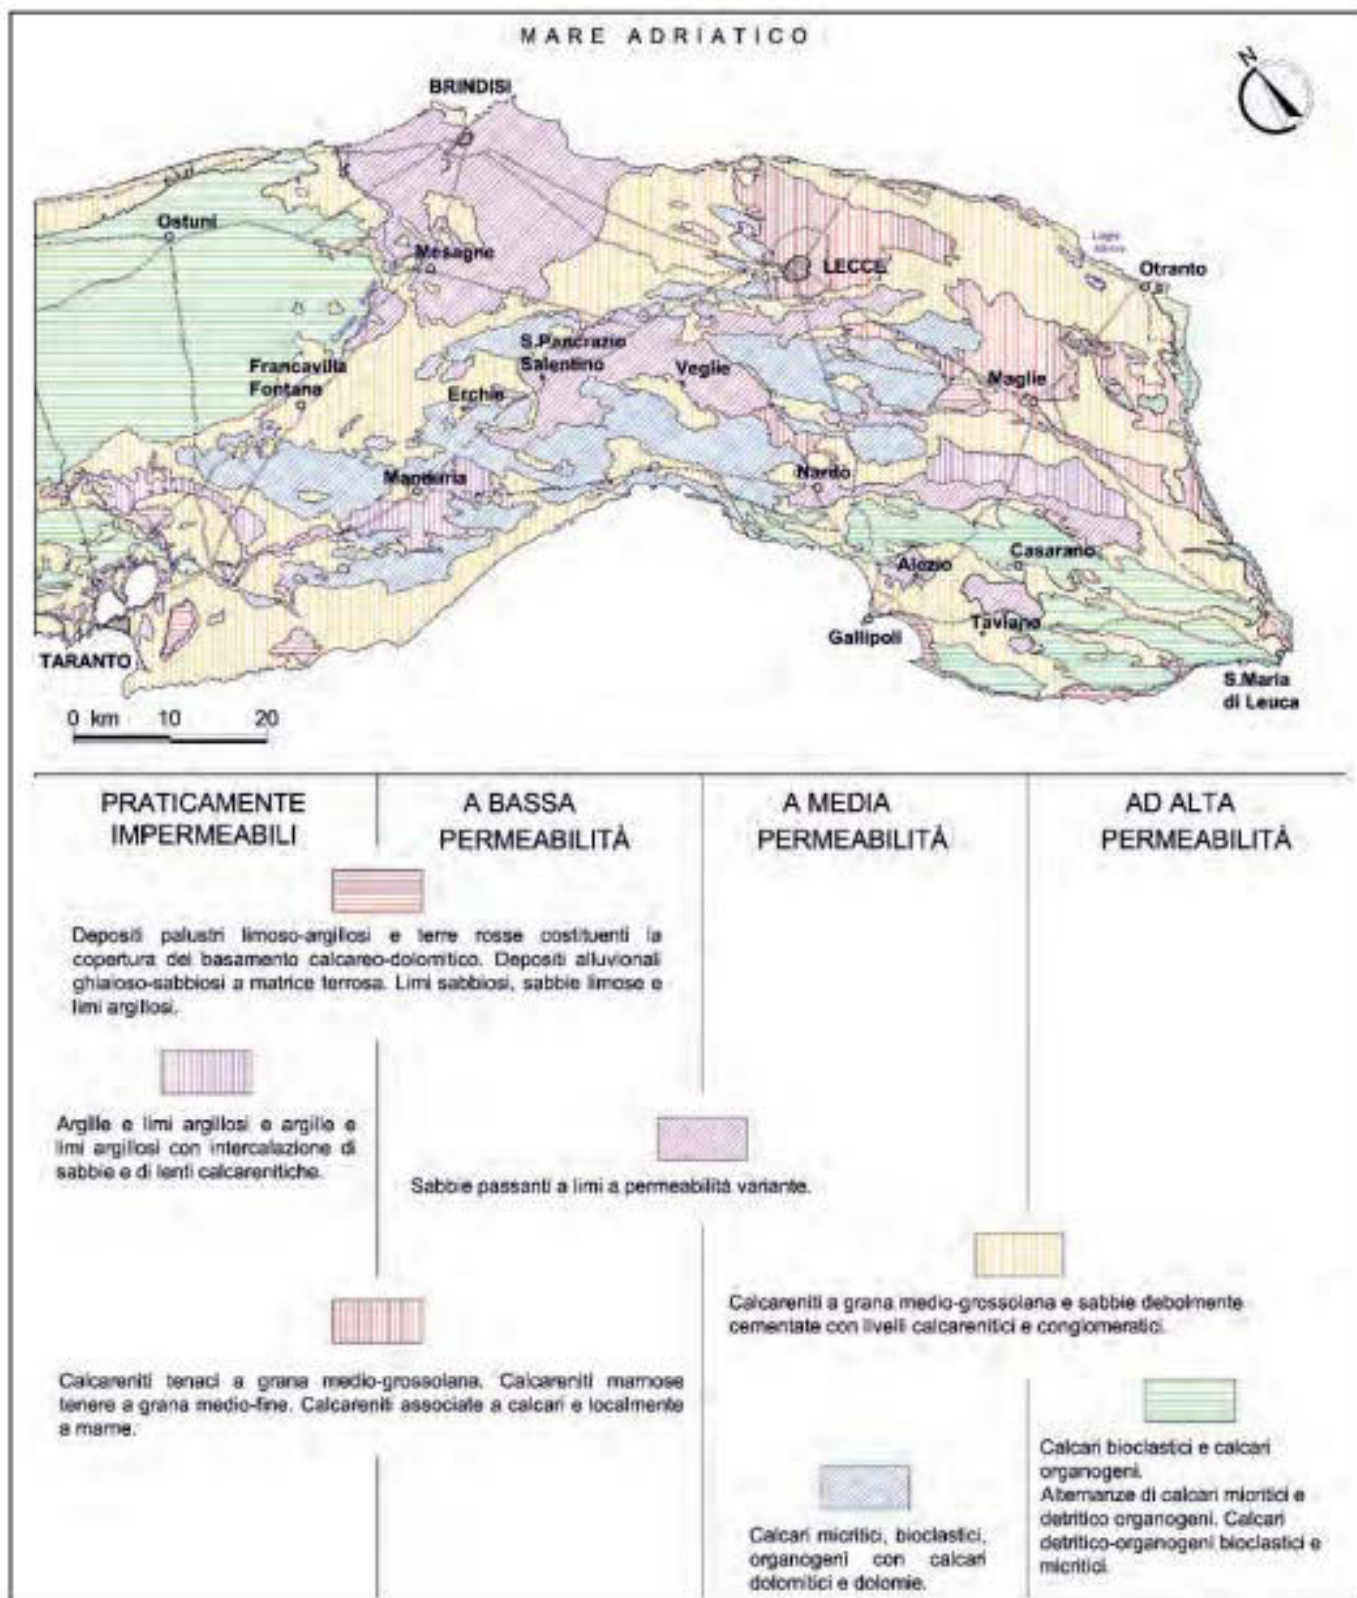 MARE ADRIATICO
N
BRINDISI
Ostuni
Mesagne
LECCE
Laghi
Alimini
Otranto
Francavilla
Fontana
S.Pancrazio
Salentino
Erchie
Veglie
Maglie
Manduria
Nardo
Alezio
Casarano
Gallipoli
Taviano
TARANTO
S.Maria
di Leuca
0 km 10 20
PRATICAMENTE
IMPERMEABILI
A BASSA
PERMEABILITÀ
A MEDIA
PERMEABILITÀ
AD ALTA
PERMEABILITÀ
Depositi palustri limoso-argillosi e terre rosse costituenti la
copertura del basamento calcareo-dolomitico. Depositi alluvionali
ghiaioso-sabbiosi a matrice terrosa. Limi sabbiosi, sabbie limose e
limi argillosi.
Argille e limi argillosi e argille e
limi argillosi con intercalazione di
sabbie e di lenti calcarenitiche.
Sabbie passanti a limi a permeabilità variante.
Calcareniti a grana medio-grossolana e sabbie debolmente
cementate con livelli calcarenitici e conglomeratici.
Calcareniti tenaci a grana medio-grossolana. Calcareniti marnose
tenere a grana medio-fine. Calcareniti associate a calcari e localmente
a marne.
Calcari bioclastici e calcari
organogeni.
Alternanze di calcari micritici e
detritico organogeni. Calcari
detritico-organogeni bioclastici e
micritici.
Calcari micritici, bioclastici,
organogeni con calcari
dolomitici e dolomie.